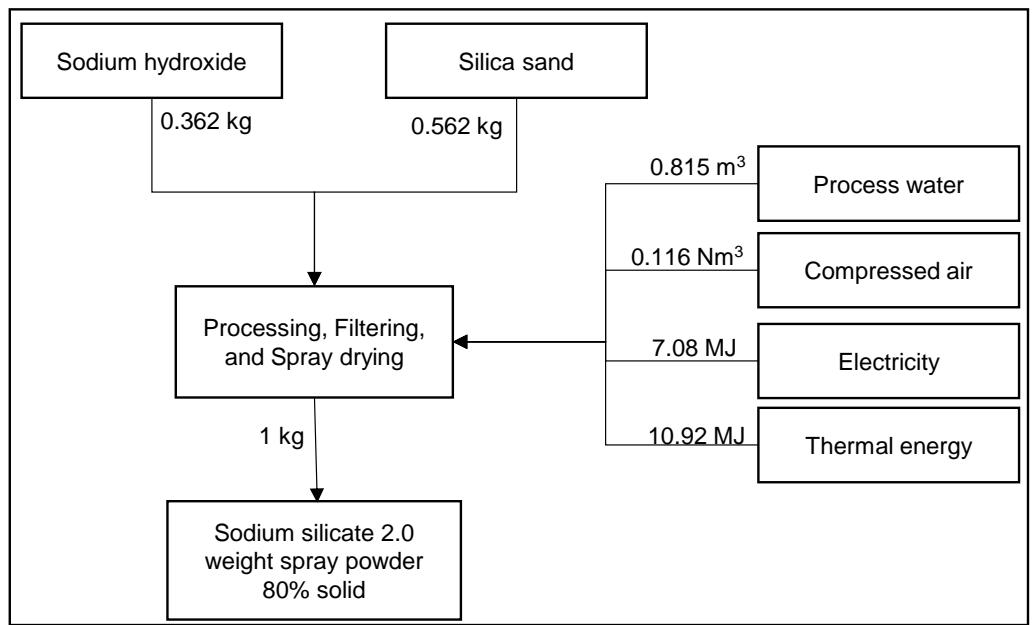 Sodium hydroxide
Silica sand
0.362 kg
0.562 kg
0.815 m³
Process water
0.116 Nm³
Compressed air
Processing, Filtering,
and Spray drying
7.08 MJ
Electricity
1 kg
10.92 MJ
Thermal energy
Sodium silicate 2.0
weight spray powder
80% solid